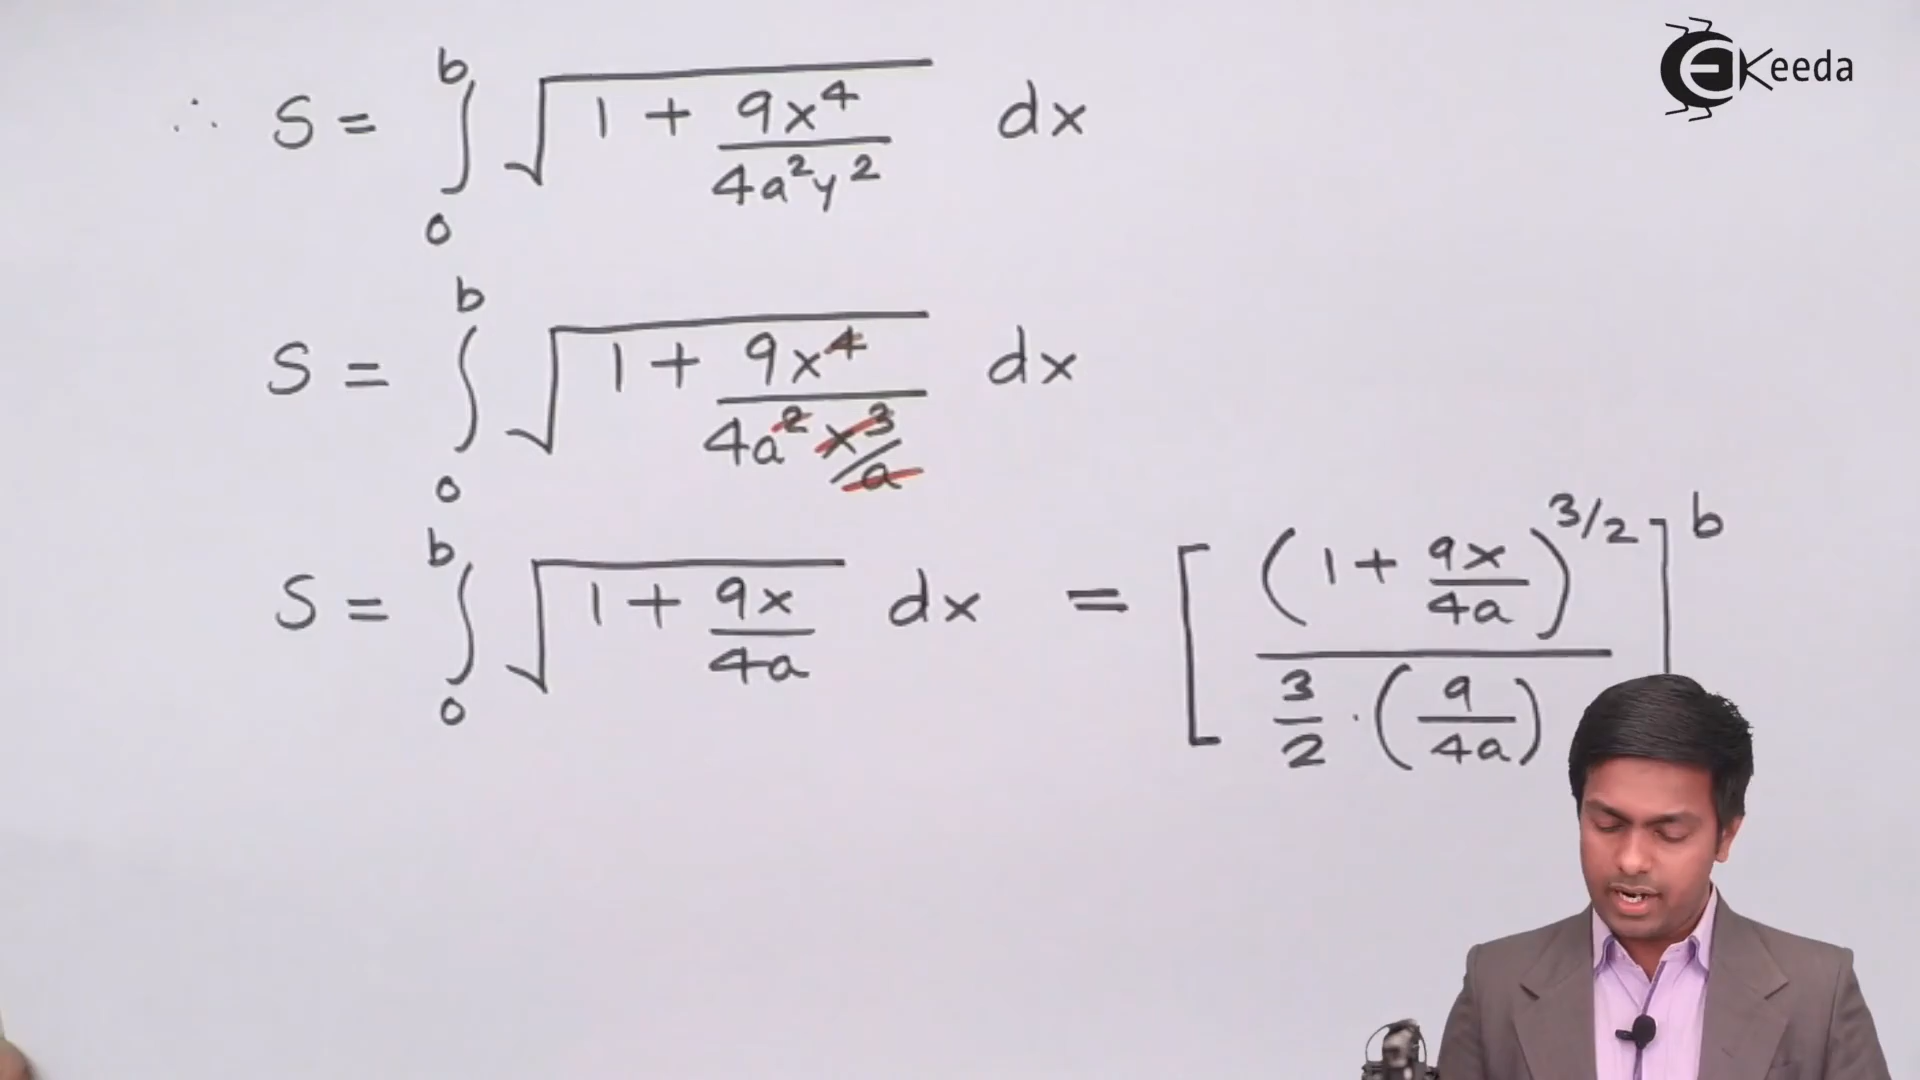 EKeeda
∴ S = ∫₀ᵇ √(1 + 9x⁴/4a²y²) dx
S = ∫₀ᵇ √(1 + 9x⁴/4a² x³/a) dx
S = ∫₀ᵇ √(1 + 9x/4a) dx = [(1 + 9x/4a)^3/2 / 3/2 · (9/4a)]ᵇ